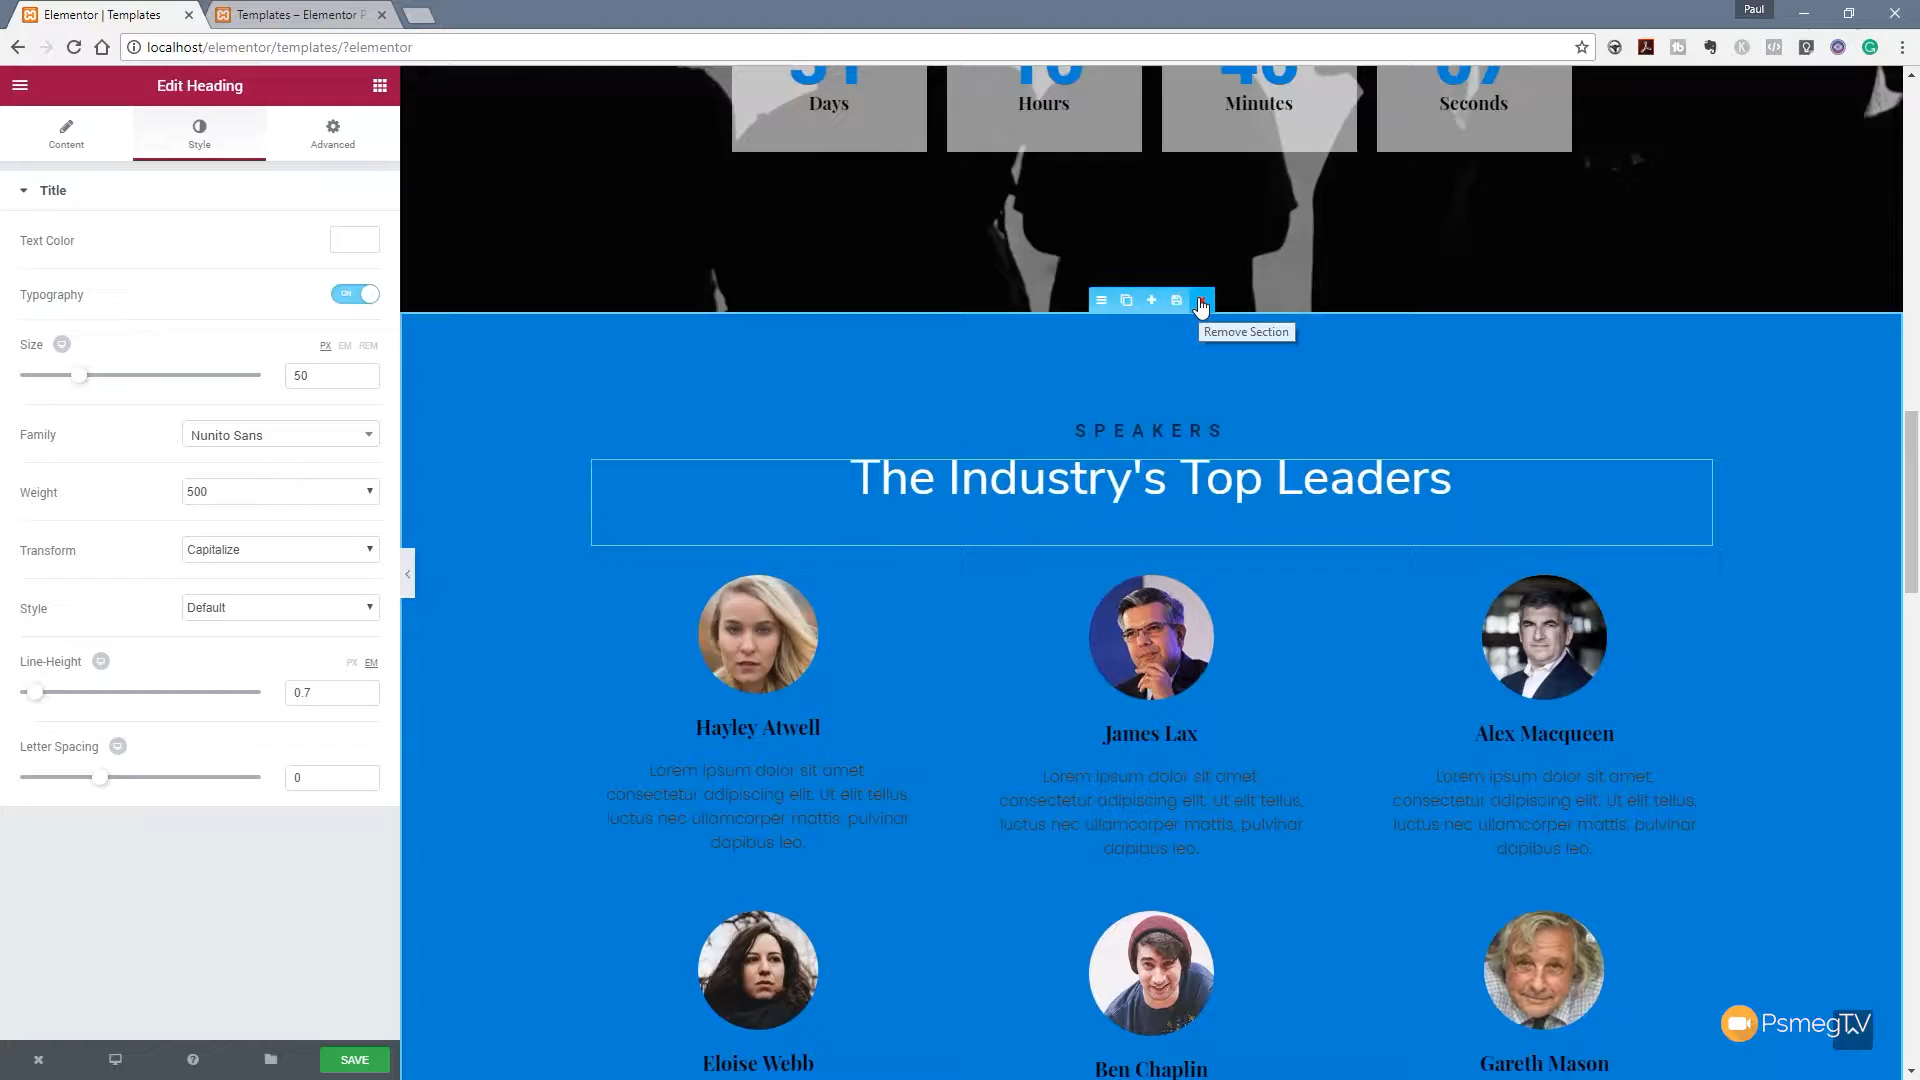 Elementor | Templates
Templates – Elementor P
Paul
localhost/elementor/templates/?elementor
Edit Heading
Content
Style
Advanced
Title
Text Color
Typography
ON
Size
PX EM REM
50
Family
Nunito Sans
Weight
500
Transform
Capitalize
Style
Default
Line-Height
PX EM
0.7
Letter Spacing
0
SAVE
Days
Hours
Minutes
Seconds
Remove Section
SPEAKERS
The Industry's Top Leaders
Hayley Atwell
Lorem ipsum dolor sit amet,
consectetur adipiscing elit. Ut elit tellus,
luctus nec ullamcorper mattis, pulvinar
dapibus leo.
James Lax
Lorem ipsum dolor sit amet,
consectetur adipiscing elit. Ut elit tellus,
luctus nec ullamcorper mattis, pulvinar
dapibus leo.
Alex Macqueen
Lorem ipsum dolor sit amet,
consectetur adipiscing elit. Ut elit tellus,
luctus nec ullamcorper mattis, pulvinar
dapibus leo.
Eloise Webb
Ben Chaplin
Gareth Mason
PsmegTV